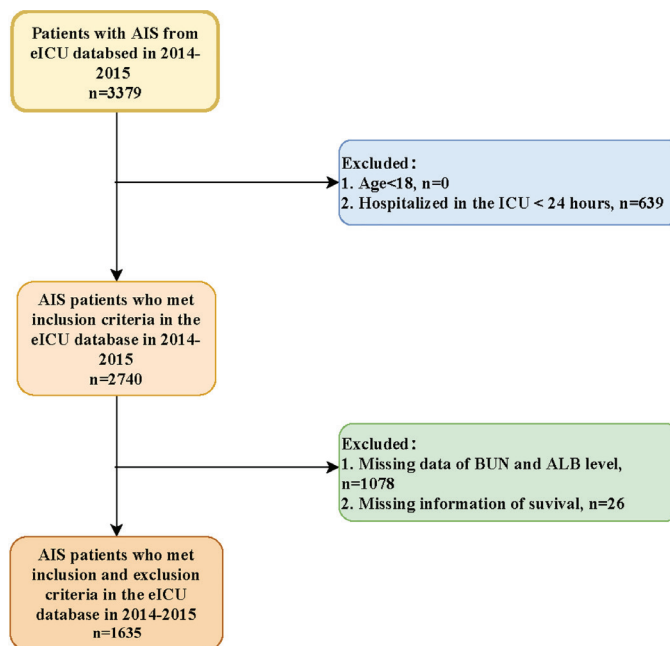 Patients with AIS from
eICU databsed in 2014-
2015
n=3379
Excluded：
1. Age<18, n=0
2. Hospitalized in the ICU < 24 hours, n=639
AIS patients who met
inclusion criteria in the
eICU database in 2014-
2015
n=2740
Excluded：
1. Missing data of BUN and ALB level,
n=1078
2. Missing information of suvival, n=26
AIS patients who met
inclusion and exclusion
criteria in the eICU
database in 2014-2015
n=1635